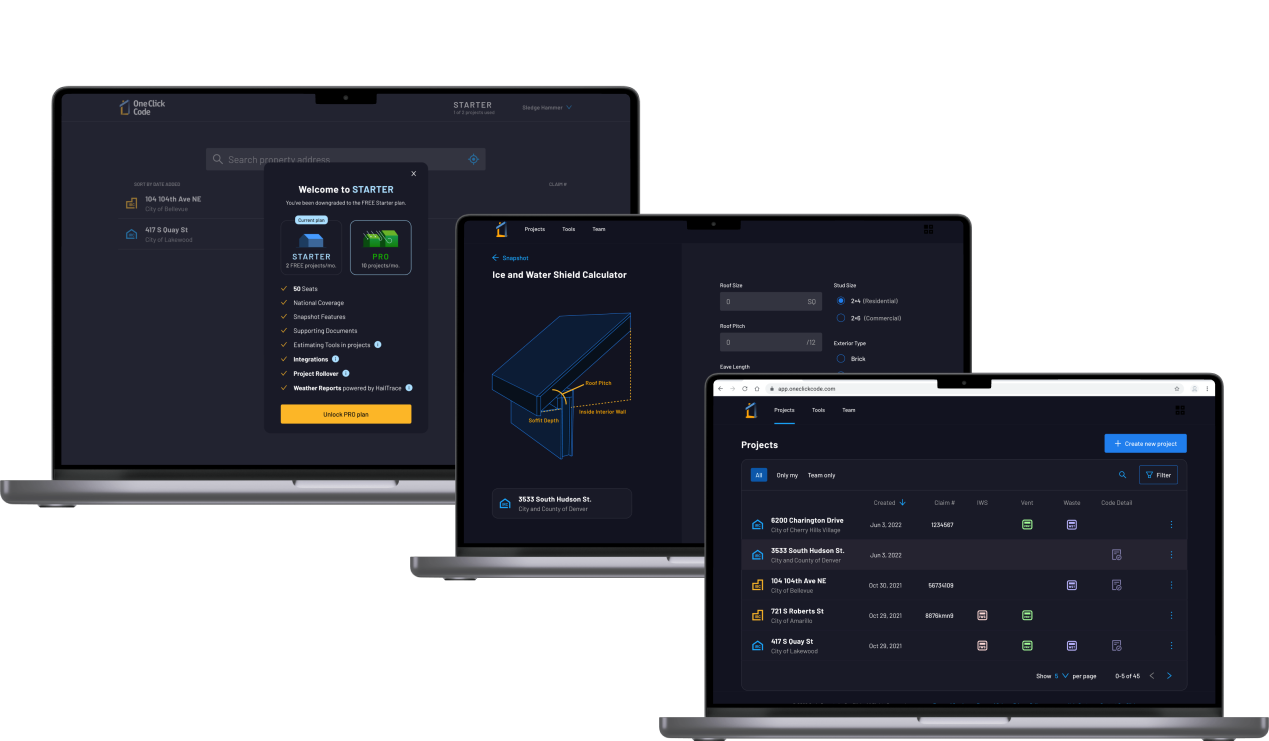 One Click
Code
STARTER
1 of 2 projects used
Sledge Hammer
Search property address
SORT BY DATE ADDED
CLAIM #
104 104th Ave NE
City of Bellevue
417 S Quay St
City of Lakewood
X
Welcome to STARTER
You've been downgraded to the FREE Starter plan.
Current plan
STARTER
2 FREE projects/mo.
PRO
10 projects/mo.
50 Seats
National Coverage
Snapshot Features
Supporting Documents
Estimating Tools in projects
Integrations
Project Rollover
Weather Reports powered by HailTrace
Unlock PRO plan
Projects Tools Team
Snapshot
Ice and Water Shield Calculator
Roof Pitch
Inside Interior Wall
Soffit Depth
3533 South Hudson St.
City and County of Denver
Roof Size
0 SQ
Roof Pitch
0 /12
Eave Length
Stud Size
2×4 (Residential)
2×6 (Commercial)
Exterior Type
Brick
app.oneclickcode.com
Projects Tools Team
Projects
+ Create new project
All Only my Team only
Filter
Created Claim # IWS Vent Waste Code Detail
6200 Charington Drive
City of Cherry Hills Village
Jun 3, 2022 1234567
3533 South Hudson St.
City and County of Denver
Jun 3, 2022
104 104th Ave NE
City of Bellevue
Oct 30, 2021 56734109
721 S Roberts St
City of Amarillo
Oct 29, 2021 8876kmn9
417 S Quay St
City of Lakewood
Oct 29, 2021
Show 5 per page 0-5 of 45